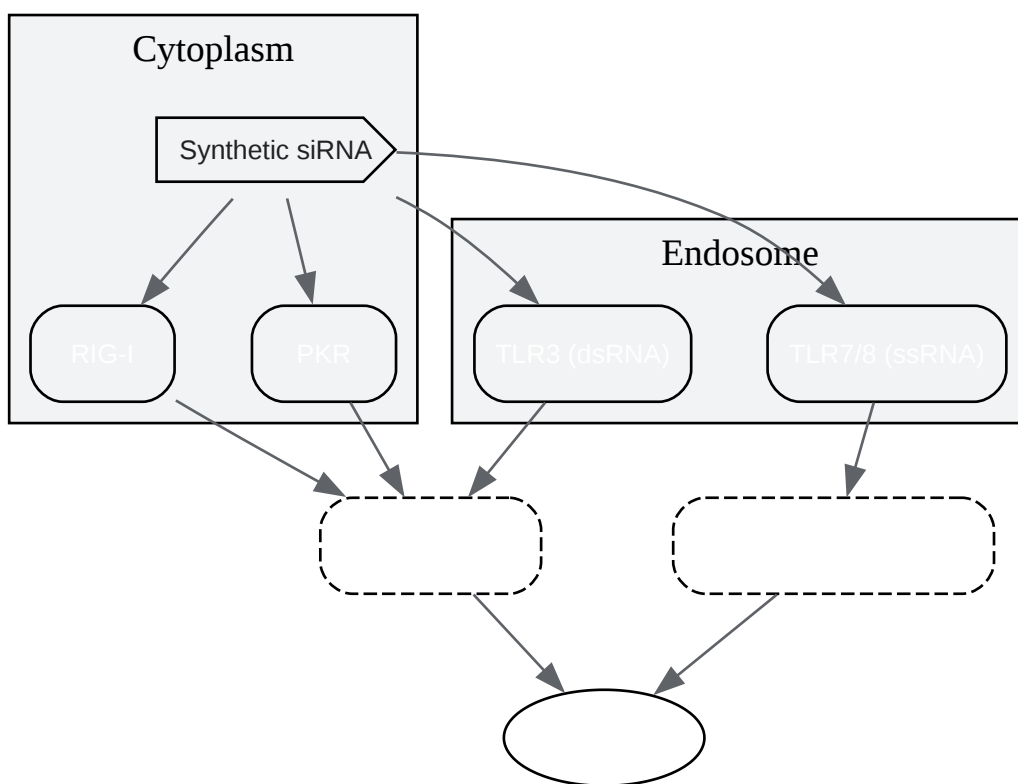 Cytoplasm
Synthetic siRNA
Endosome
RIG-I
PKR
TLR3 (dsRNA)
TLR7/8 (ssRNA)